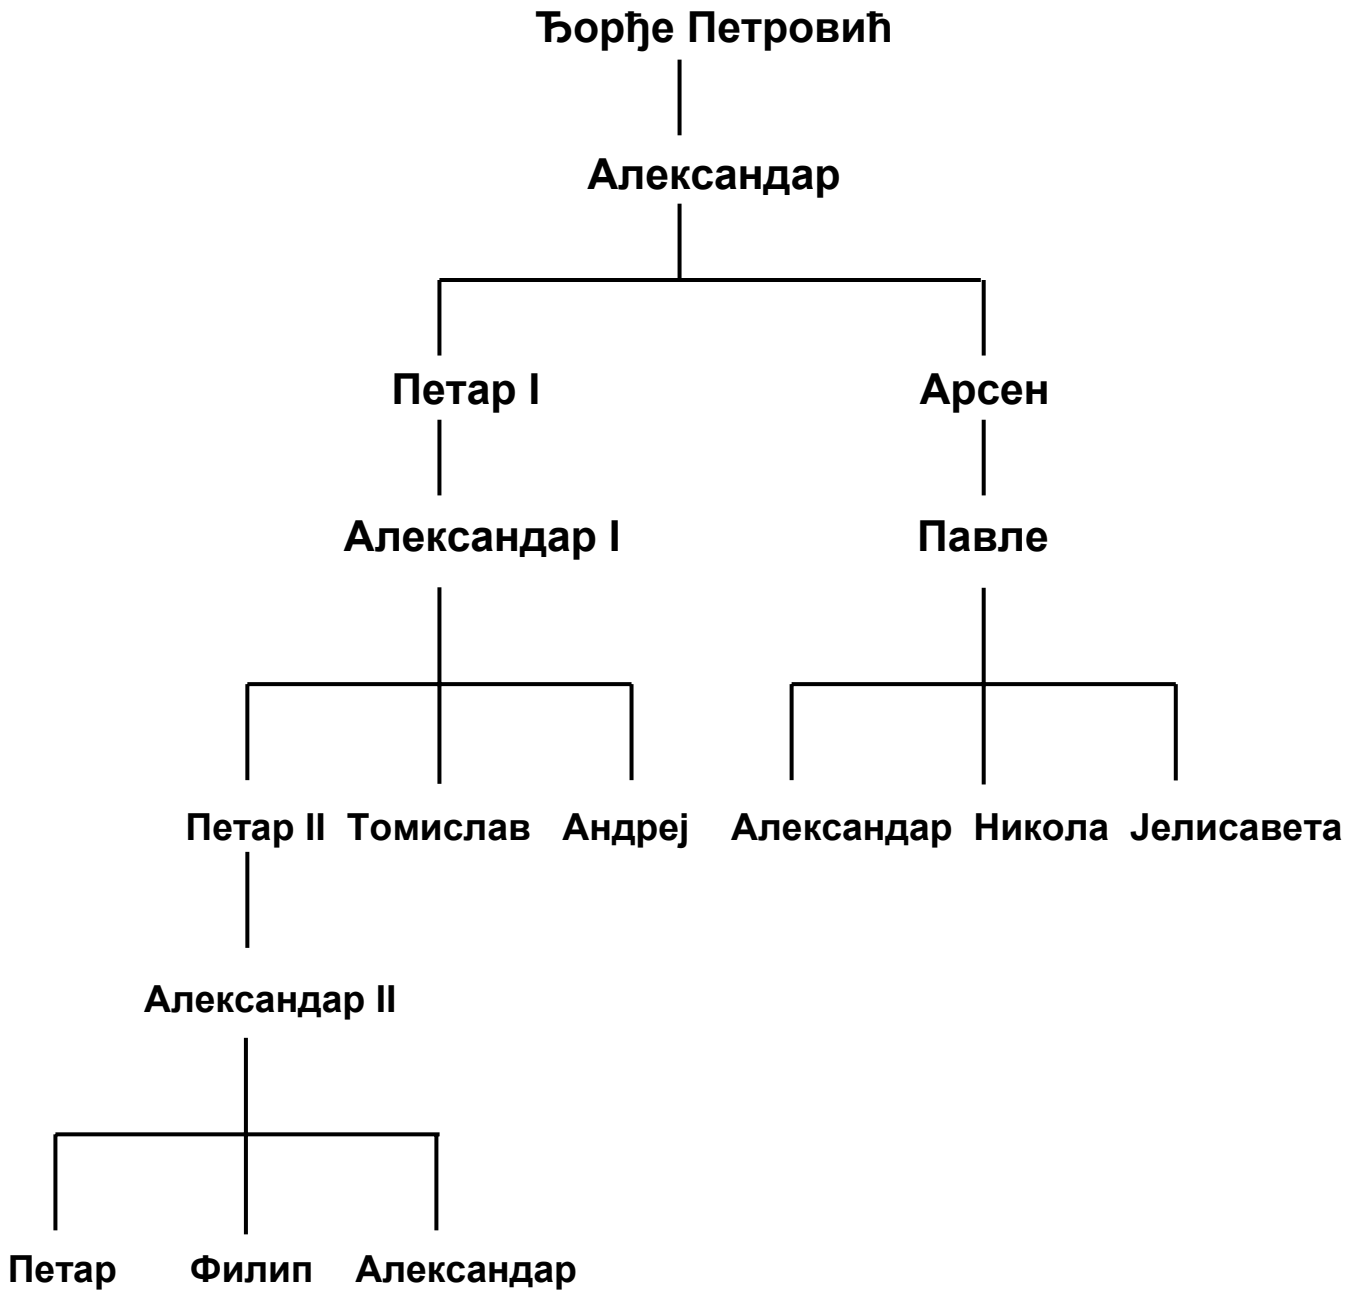 Ђорђе Петровић
Александар
Петар I Арсен
Александар I Павле
Петар II Томислав Андреј Александар Никола Јелисавета
Александар II
Петар Филип Александар